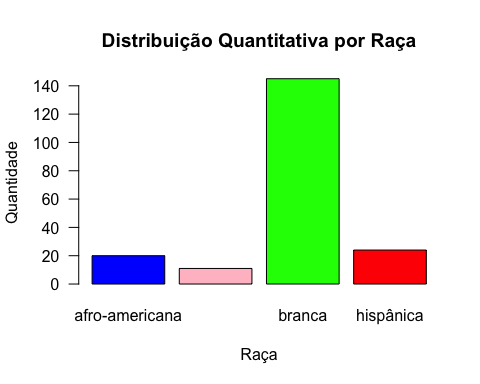 Distribuição Quantitativa por Raça
Quantidade
140
120
100
80
60
40
20
0
afro-americana
branca
hispânica
Raça